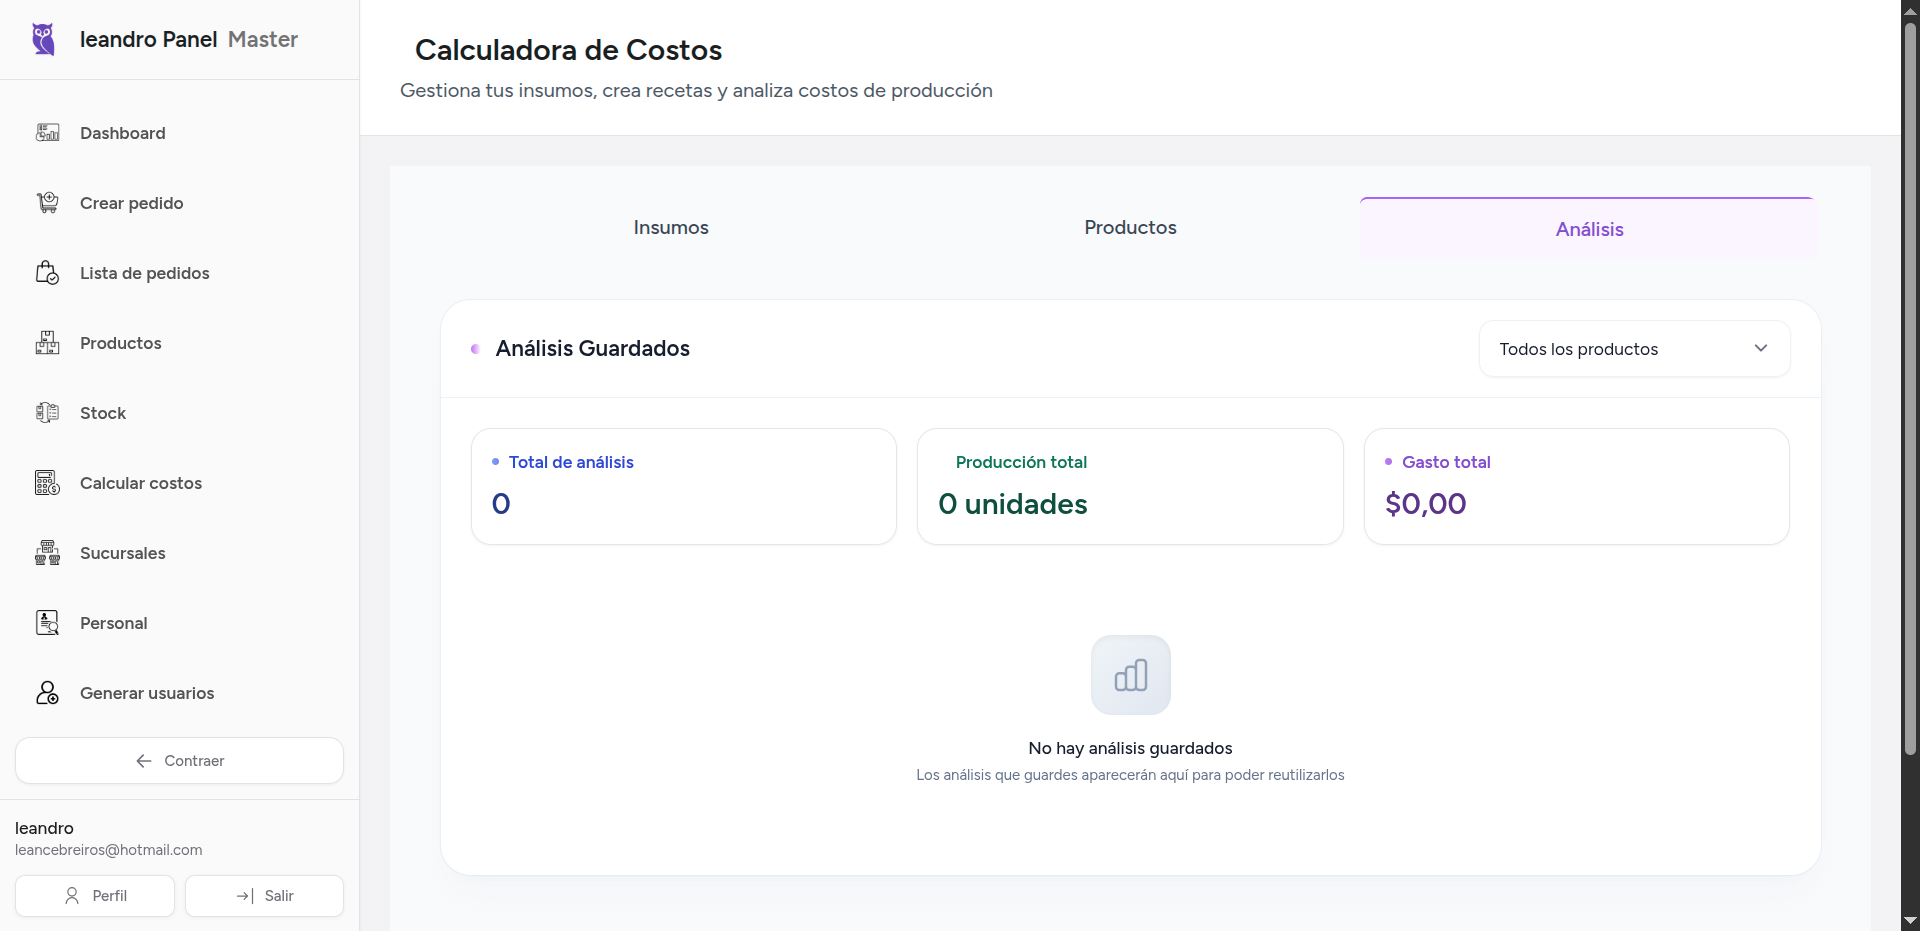 leandro Panel Master
Dashboard
Crear pedido
Lista de pedidos
Productos
Stock
Calcular costos
Sucursales
Personal
Generar usuarios
Contraer
leandro
leancebreiros@hotmail.com
Perfil
Salir
Calculadora de Costos
Gestiona tus insumos, crea recetas y analiza costos de producción
Insumos
Productos
Análisis
Análisis Guardados
Todos los productos
Total de análisis
0
Producción total
0 unidades
Gasto total
$0,00
No hay análisis guardados
Los análisis que guardes aparecerán aquí para poder reutilizarlos